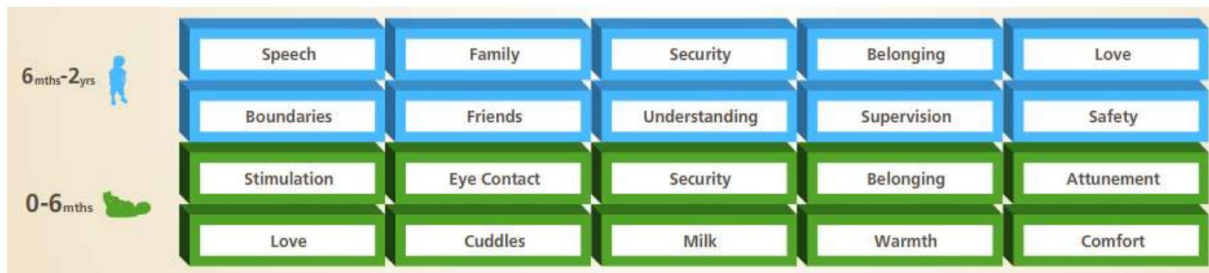 Speech Family Security Belonging Love
6mths-2yrs
Boundaries Friends Understanding Supervision Safety
Stimulation Eye Contact Security Belonging Attunement
0-6mths
Love Cuddles Milk Warmth Comfort